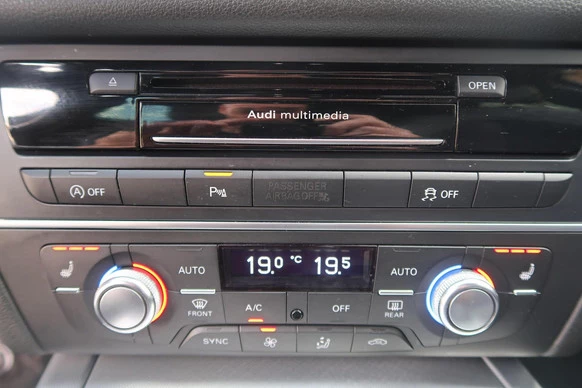 OPEN
Audi multimedia
A OFF
P
PASSENGER
AIRBAG OFF
OFF
19.0 °C 19.5
AUTO
AUTO
FRONT
A/C
OFF
REAR
SYNC